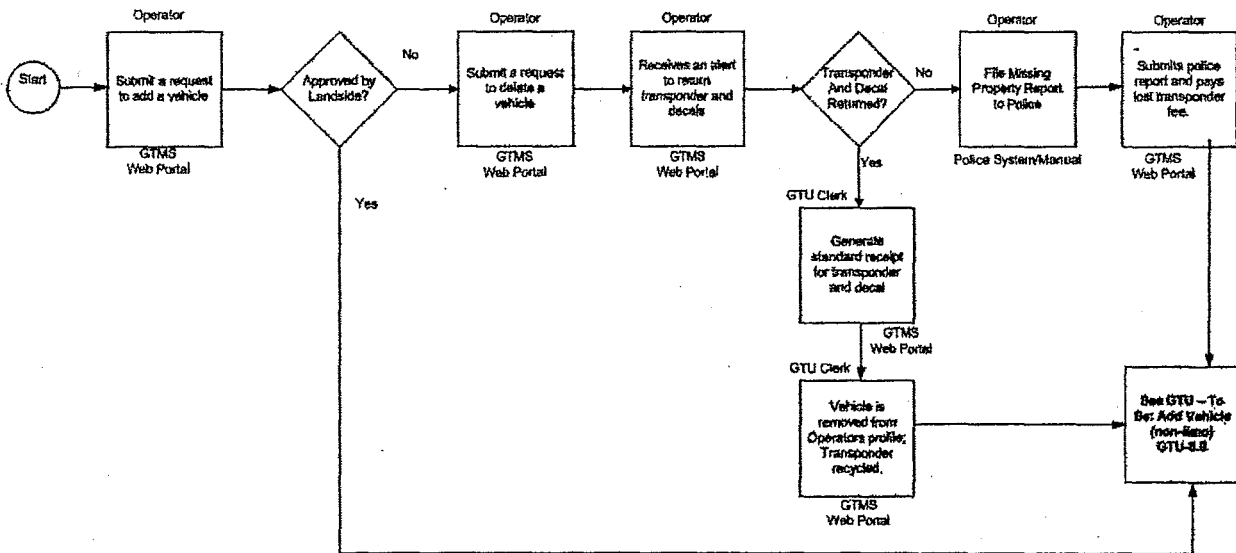 Operator
Start
Submit a request
to add a vehicle
GTMS
Web Portal
Approved by
Landside?
No
Yes
Operator
Submit a request
to delete a
vehicle
GTMS
Web Portal
Operator
Receives an alert
to return
transponder and
decals
GTMS
Web Portal
Transponder
And Decal
Returned?
No
Yes
Operator
File Missing
Property Report
to Police
Police System/Manual
Operator
Submits police
report and pays
lost transponder
fee.
GTMS
Web Portal
GTU Clerk
Generate
standard receipt
for transponder
and decal
GTMS
Web Portal
GTU Clerk
Vehicle is
removed from
Operators profile;
Transponder
recycled.
GTMS
Web Portal
See GTU – To
Be: Add Vehicle
(non-limo)